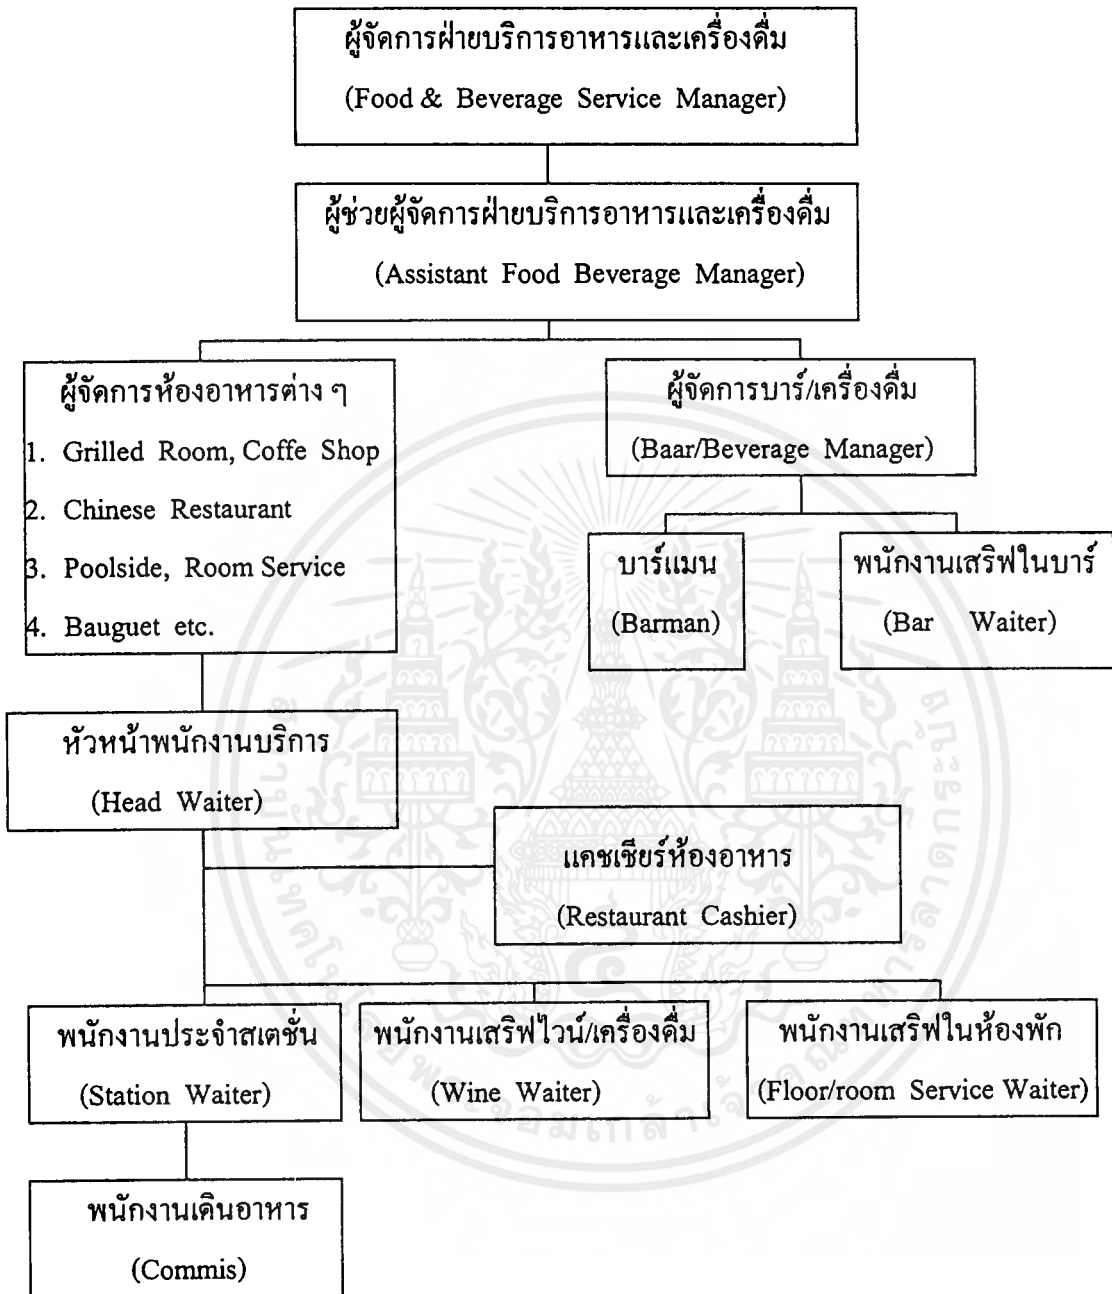 ผู้จัดการฝ่ายบริการอาหารและเครื่องดื่ม
(Food & Beverage Service Manager)
ผู้ช่วยผู้จัดการฝ่ายบริการอาหารและเครื่องดื่ม
(Assistant Food Beverage Manager)
ผู้จัดการห้องอาหารต่าง ๆ
1. Grilled Room, Coffe Shop
2. Chinese Restaurant
3. Poolside, Room Service
4. Bauguet etc.
ผู้จัดการบาร์/เครื่องดื่ม
(Baar/Beverage Manager)
บาร์แมน
(Barman)
พนักงานเสริฟในบาร์
(Bar Waiter)
หัวหน้าพนักงานบริการ
(Head Waiter)
แคชเชียร์ห้องอาหาร
(Restaurant Cashier)
พนักงานประจำสเตชั่น
(Station Waiter)
พนักงานเสริฟไวน์/เครื่องดื่ม
(Wine Waiter)
พนักงานเสริฟในห้องพัก
(Floor/room Service Waiter)
พนักงานเดินอาหาร
(Commis)